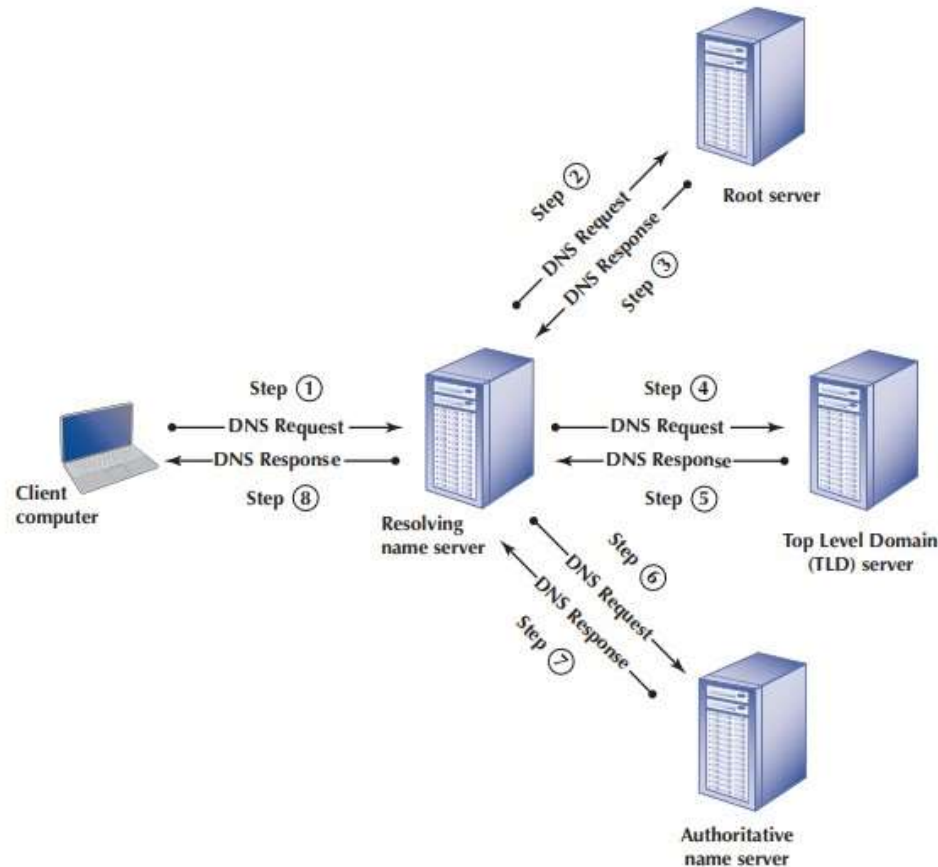 Root server
Step 2
DNS Request
DNS Response
Step 3
Step 1
DNS Request
DNS Response
Step 8
Client
computer
Resolving
name server
Step 4
DNS Request
DNS Response
Step 5
Top Level Domain
(TLD) server
Step 6
DNS Request
DNS Response
Step 7
Authoritative
name server